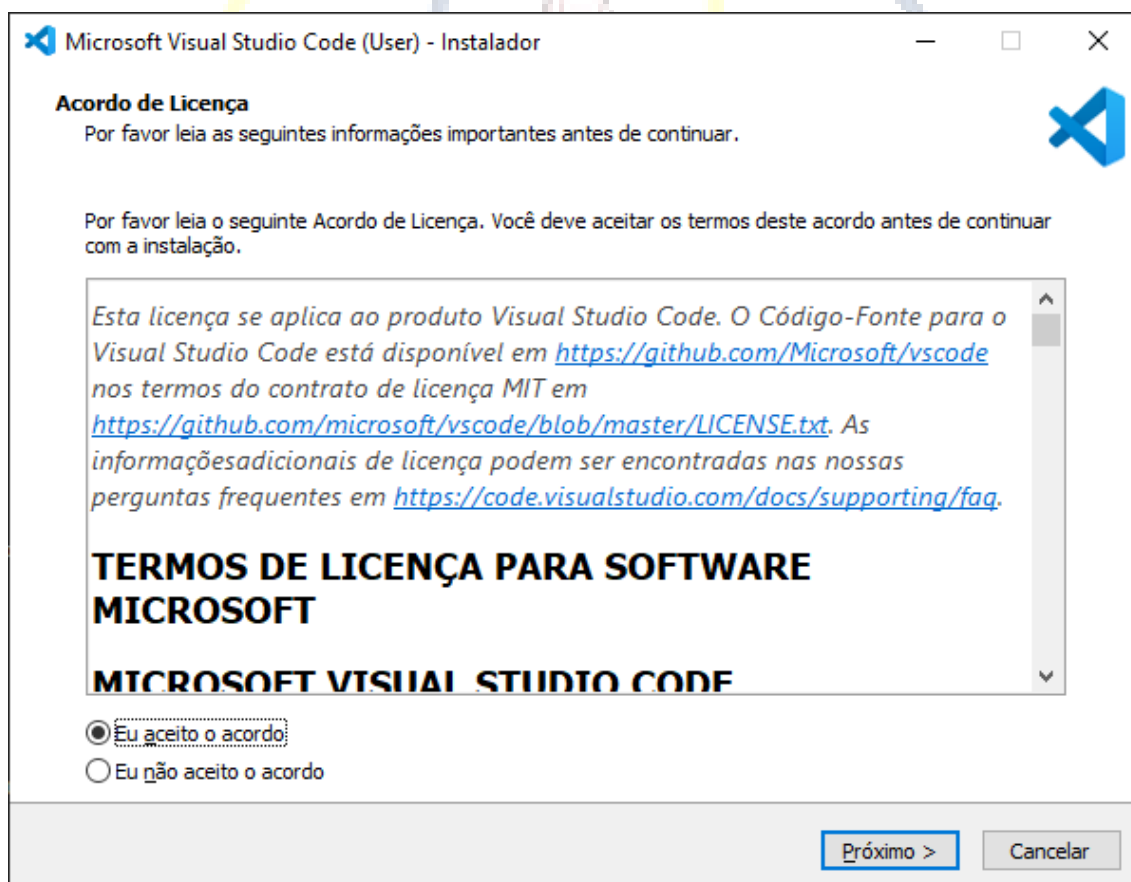 Microsoft Visual Studio Code (User) - Instalador
Acordo de Licença
Por favor leia as seguintes informações importantes antes de continuar.
Por favor leia o seguinte Acordo de Licença. Você deve aceitar os termos deste acordo antes de continuar
com a instalação.
Esta licença se aplica ao produto Visual Studio Code. O Código-Fonte para o
Visual Studio Code está disponível em https://github.com/Microsoft/vscode
nos termos do contrato de licença MIT em
https://github.com/microsoft/vscode/blob/master/LICENSE.txt. As
informaçõesadicionais de licença podem ser encontradas nas nossas
perguntas frequentes em https://code.visualstudio.com/docs/supporting/faq.
TERMOS DE LICENÇA PARA SOFTWARE
MICROSOFT
MICROSOFT VISUAL STUDIO CODE
Eu aceito o acordo
Eu não aceito o acordo
Próximo >
Cancelar